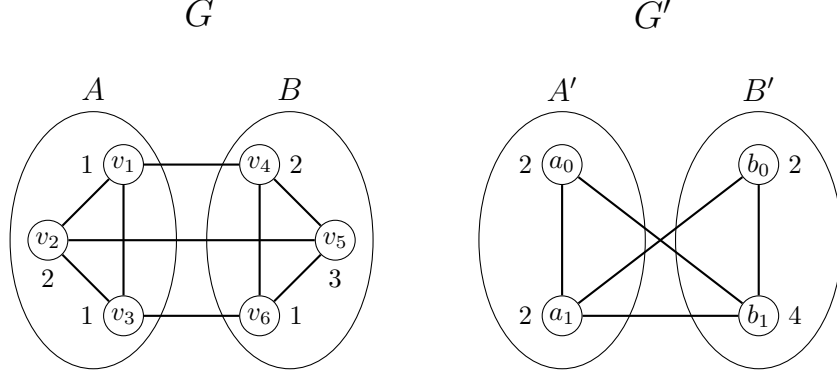 G G′
A B A′ B′
1 v₁ v₄ 2 2 a₀ b₀ 2
v₂ v₅
2 3
1 v₃ v₆ 1 2 a₁ b₁ 4